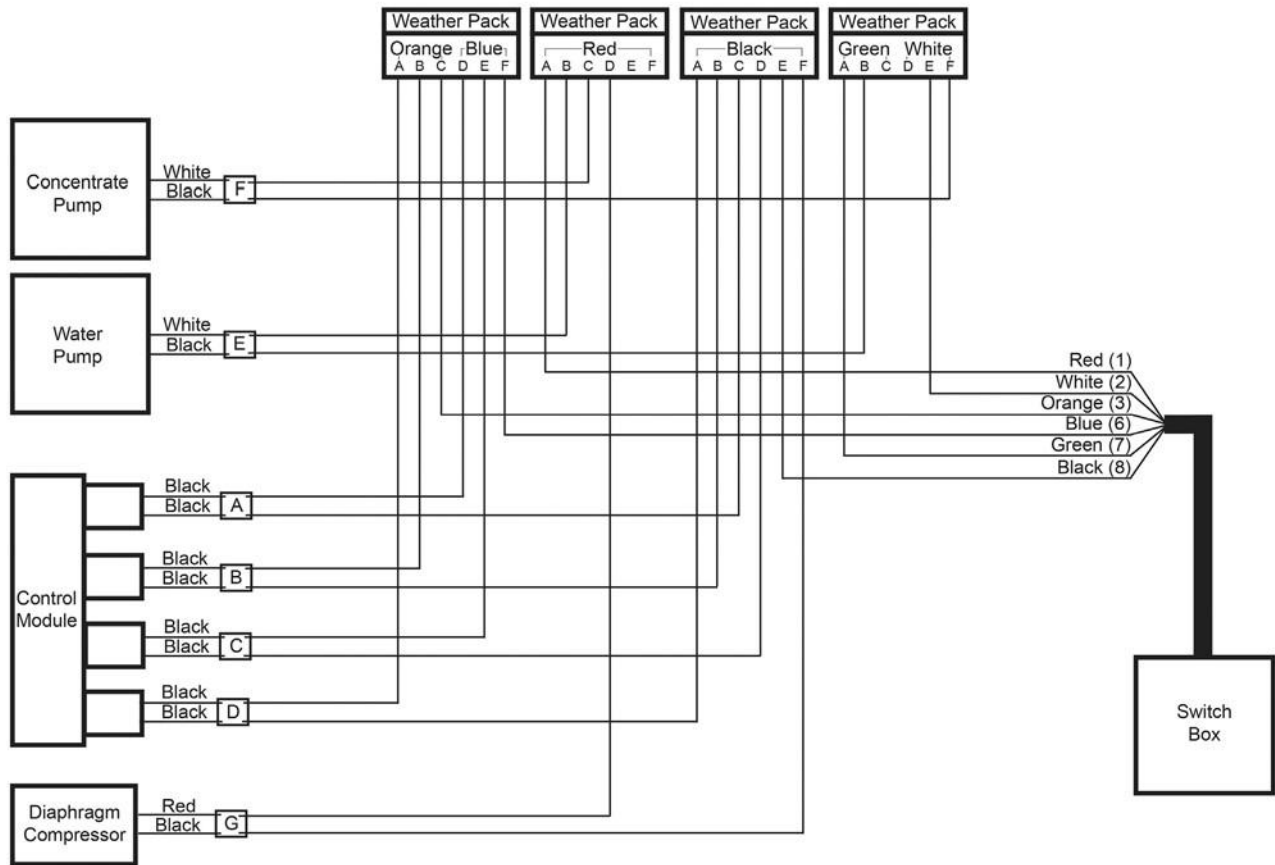 Weather Pack Weather Pack Weather Pack Weather Pack
Orange Blue Red Black Green White
A B C D E F A B C D E F A B C D E F A B C D E F
Concentrate
Pump
White
Black
F
Water
Pump
White
Black
E
Red (1)
White (2)
Orange (3)
Blue (6)
Green (7)
Black (8)
Control
Module
Black
Black
A
Black
Black
B
Black
Black
C
Black
Black
D
Switch
Box
Diaphragm
Compressor
Red
Black
G